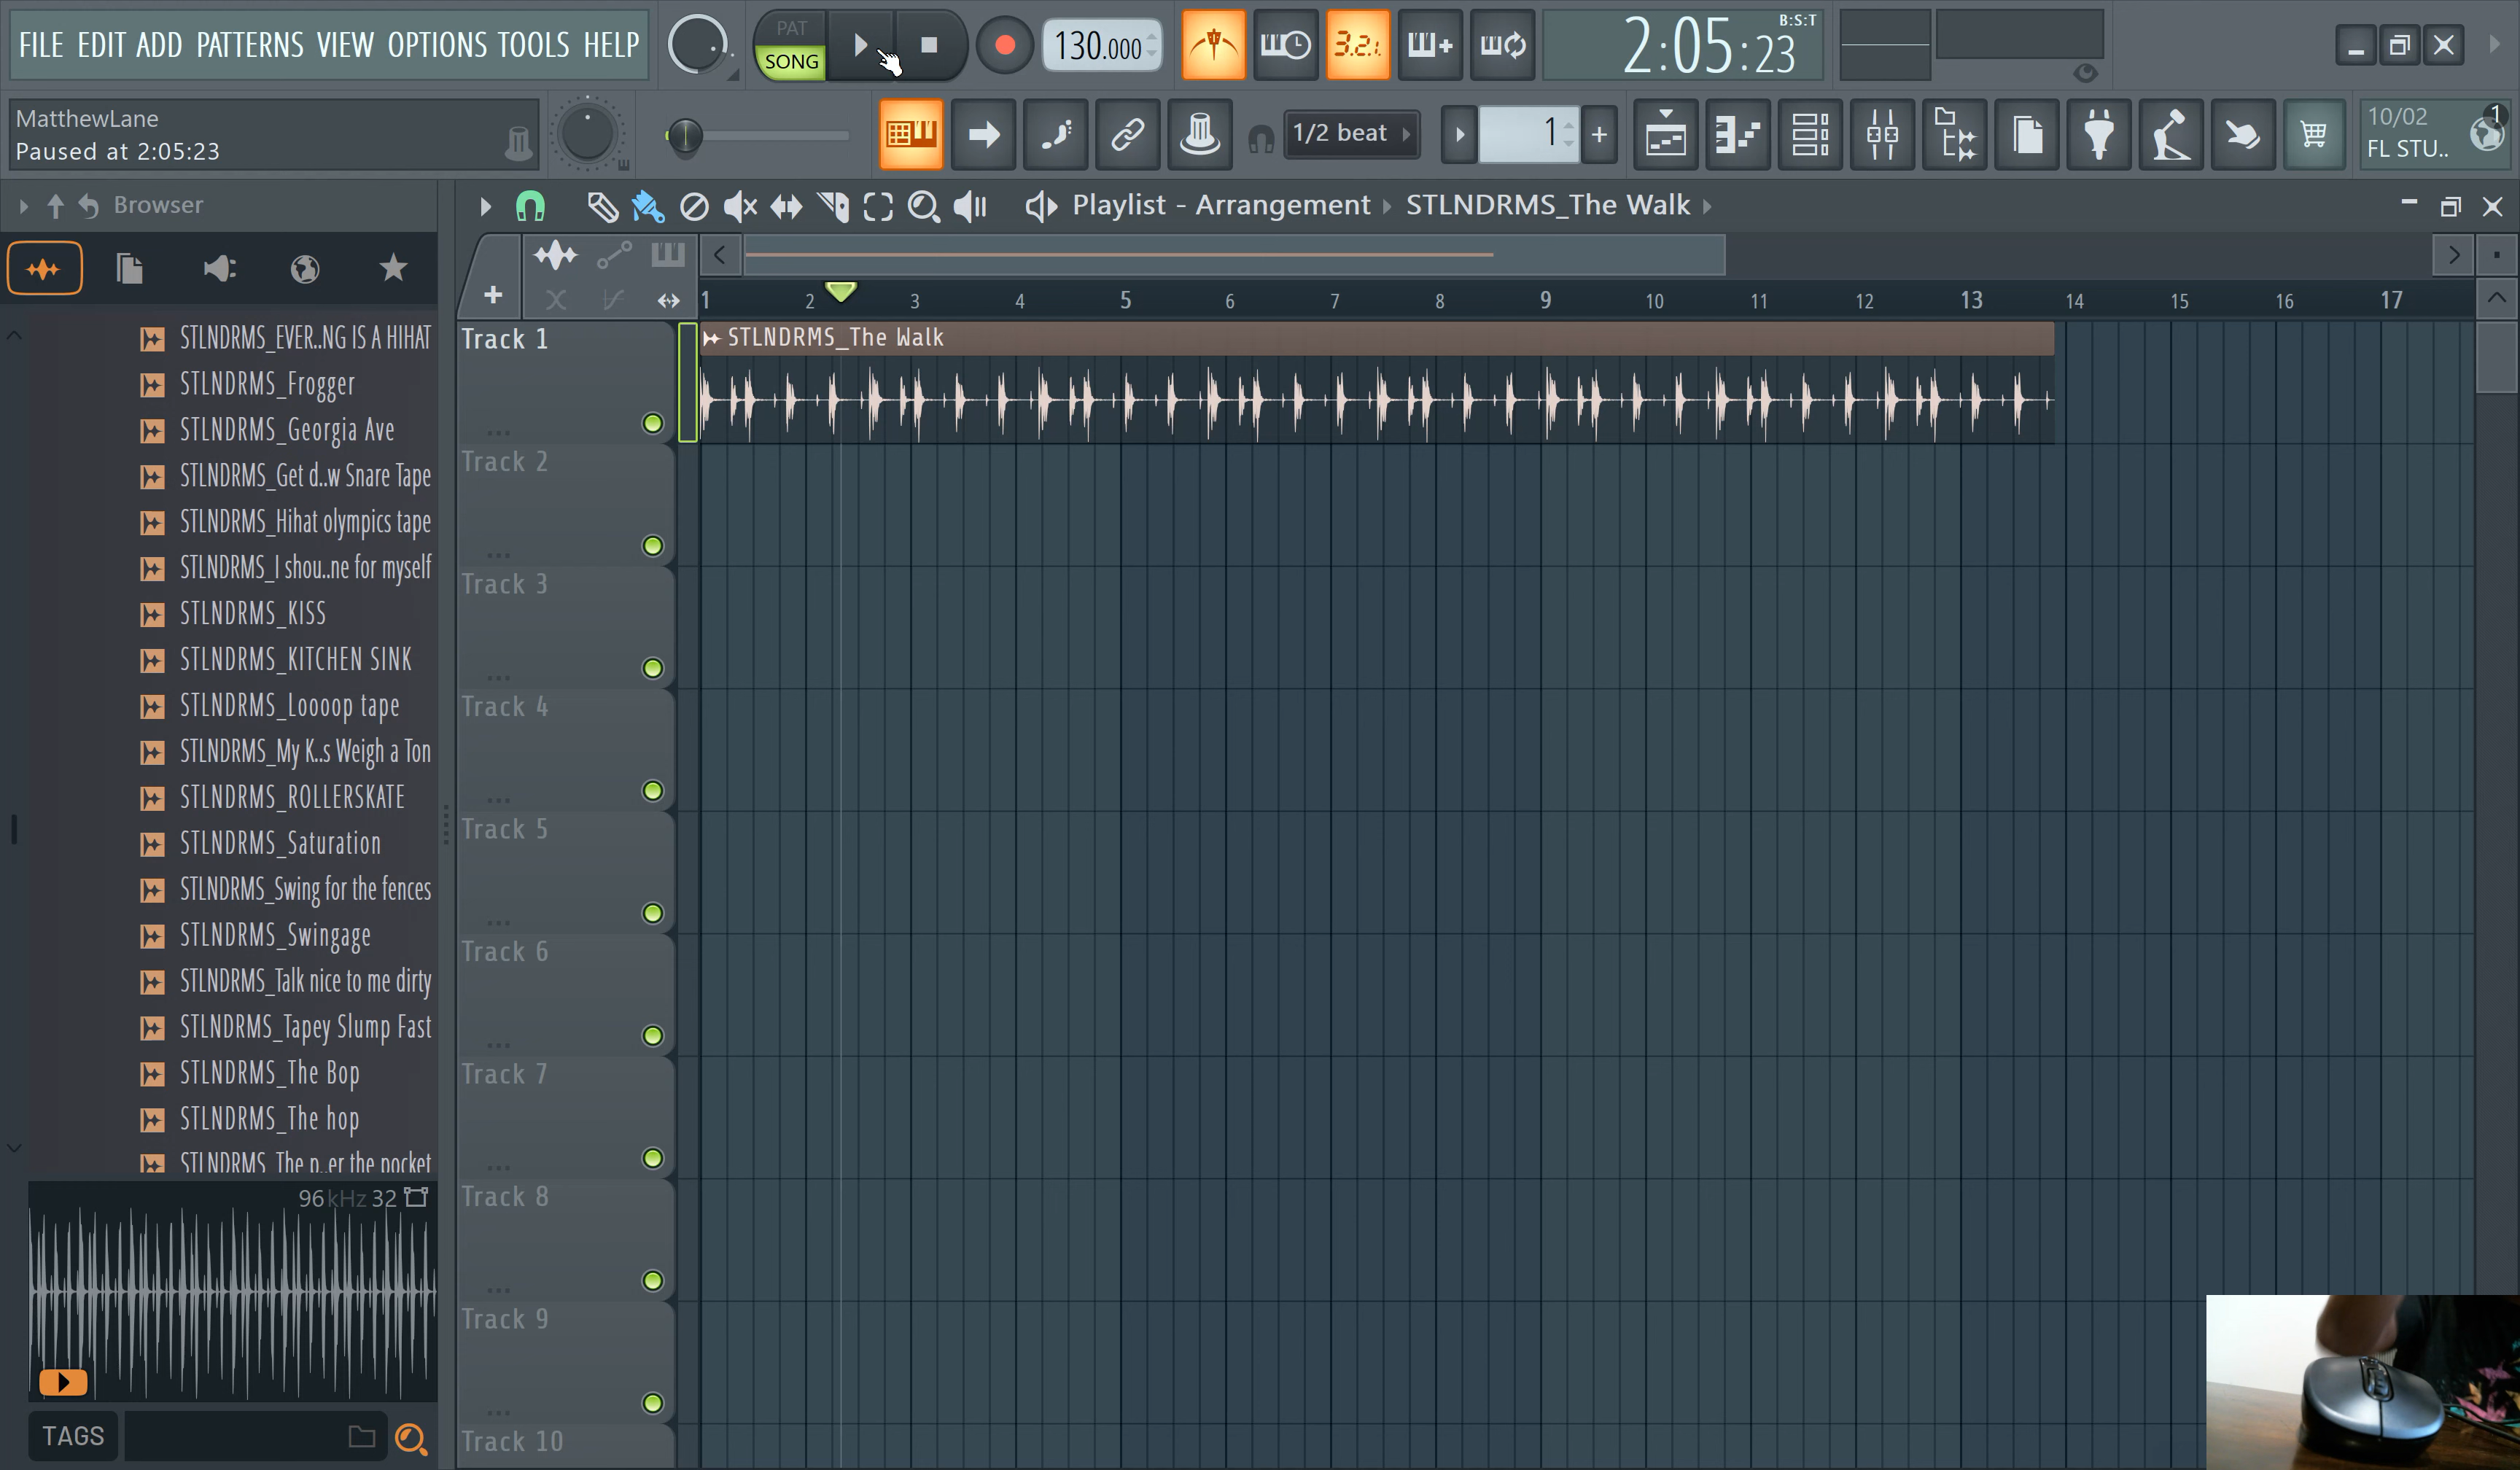 FILE EDIT ADD PATTERNS VIEW OPTIONS TOOLS HELP
PAT
SONG
130.000
3.2.1
2:05:23
B:S:T
MatthewLane
Paused at 2:05:23
1/2 beat
1
+
10/02
1
FL STU..
Browser
Playlist - Arrangement
STLNDRMS_The Walk
1 2 3 4 5 6 7 8 9 10 11 12 13 14 15 16 17
STLNDRMS_EVER..NG IS A HIHAT
STLNDRMS_Frogger
STLNDRMS_Georgia Ave
STLNDRMS_Get d..w Snare Tape
STLNDRMS_Hihat olympics tape
STLNDRMS_I shou..ne for myself
STLNDRMS_KISS
STLNDRMS_KITCHEN SINK
STLNDRMS_Loooop tape
STLNDRMS_My K..s Weigh a Ton
STLNDRMS_ROLLERSKATE
STLNDRMS_Saturation
STLNDRMS_Swing for the fences
STLNDRMS_Swingage
STLNDRMS_Talk nice to me dirty
STLNDRMS_Tapey Slump Fast
STLNDRMS_The Bop
STLNDRMS_The hop
STLNDRMS_The p..er the pocket
96kHz 32
TAGS
Track 1
STLNDRMS_The Walk
Track 2
Track 3
Track 4
Track 5
Track 6
Track 7
Track 8
Track 9
Track 10